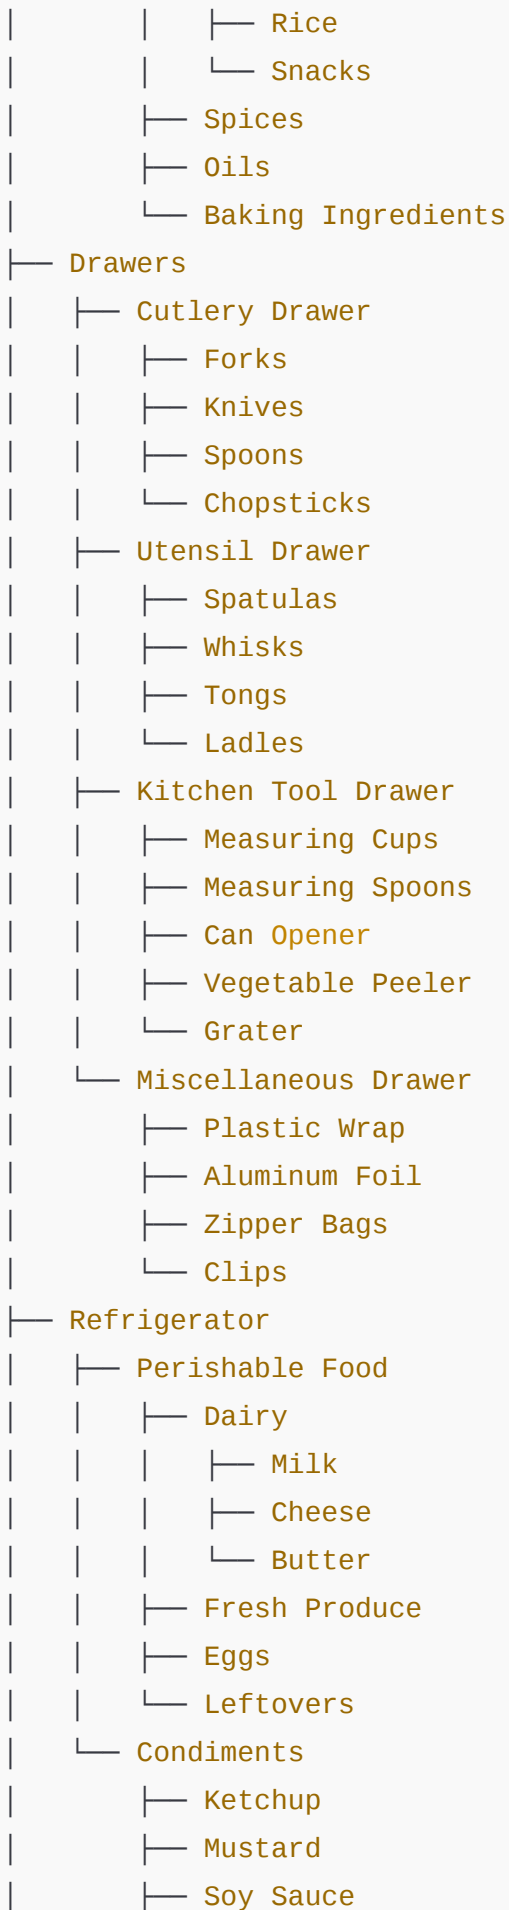 │       │   ├── Rice
│       │   └── Snacks
│       ├── Spices
│       ├── Oils
│       └── Baking Ingredients
├── Drawers
│   ├── Cutlery Drawer
│   │   ├── Forks
│   │   ├── Knives
│   │   ├── Spoons
│   │   └── Chopsticks
│   ├── Utensil Drawer
│   │   ├── Spatulas
│   │   ├── Whisks
│   │   ├── Tongs
│   │   └── Ladles
│   ├── Kitchen Tool Drawer
│   │   ├── Measuring Cups
│   │   ├── Measuring Spoons
│   │   ├── Can Opener
│   │   ├── Vegetable Peeler
│   │   └── Grater
│   └── Miscellaneous Drawer
│       ├── Plastic Wrap
│       ├── Aluminum Foil
│       ├── Zipper Bags
│       └── Clips
├── Refrigerator
│   ├── Perishable Food
│   │   ├── Dairy
│   │   │   ├── Milk
│   │   │   ├── Cheese
│   │   │   └── Butter
│   │   ├── Fresh Produce
│   │   ├── Eggs
│   │   └── Leftovers
│   └── Condiments
│       ├── Ketchup
│       ├── Mustard
│       ├── Soy Sauce